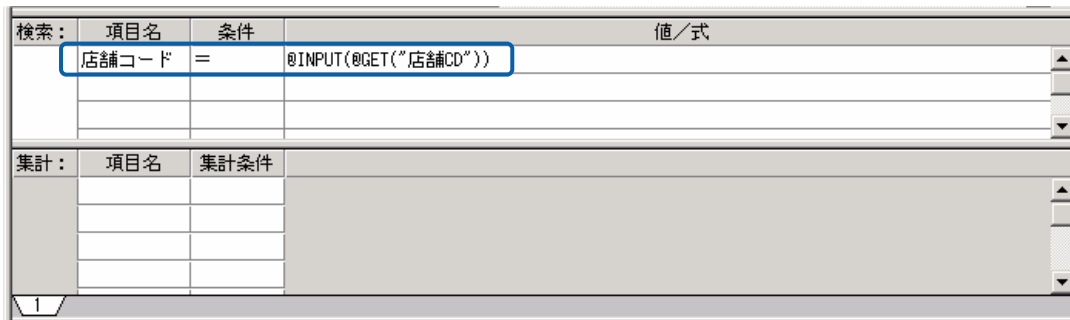 検索： 項目名 条件 値／式
店舗コード ＝ @INPUT(@GET("店舗CD"))
集計： 項目名 集計条件
1